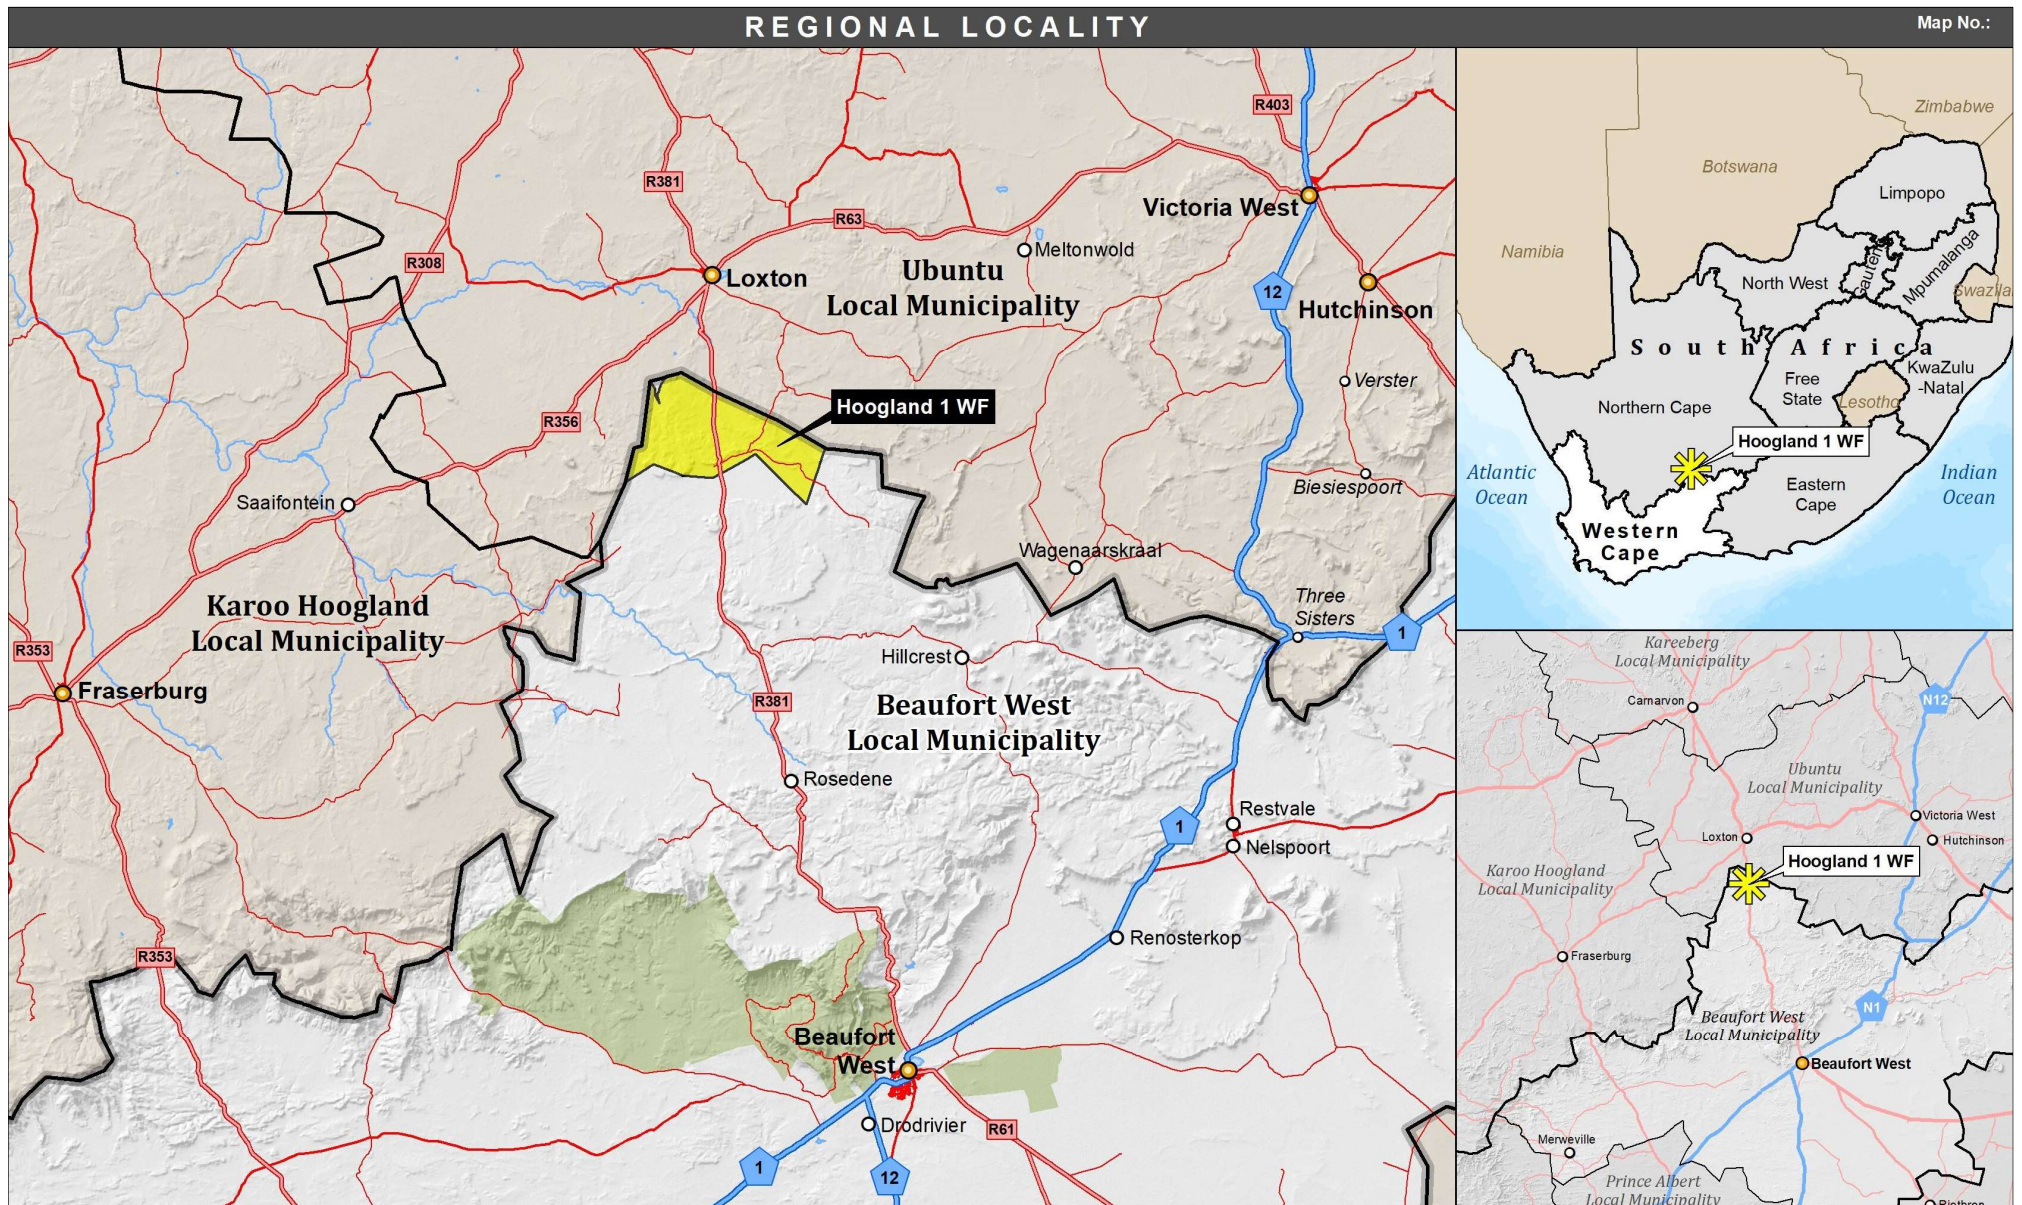 REGIONAL LOCALITY
Map No.:
R403
R381
Victoria West
R63
Meltonwold
R308
Loxton
Ubuntu
Local Municipality
12
Hutchinson
Verster
Hoogland 1 WF
R356
Biesiespoort
Saaifontein
Wagenaarskraal
Three
Sisters
1
Karoo Hoogland
Local Municipality
R353
Hillcrest
Fraserburg
R381
Beaufort West
Local Municipality
Rosedene
Restvale
1
Nelspoort
Renosterkop
R353
Beaufort
West
Drodrivier
R61
1
12
Zimbabwe
Botswana
Limpopo
Namibia
North West
Gauteng
Mpumalanga
Swazila
South Africa
KwaZulu
-Natal
Free
State
Lesotho
Northern Cape
Hoogland 1 WF
Atlantic
Ocean
Indian
Ocean
Eastern
Cape
Western
Cape
Kareeberg
Local Municipality
Carnarvon
N12
Ubuntu
Local Municipality
Victoria West
Loxton
Hutchinson
Hoogland 1 WF
Karoo Hoogland
Local Municipality
Fraserburg
N1
Beaufort West
Local Municipality
Beaufort West
Merweville
Prince Albert
Local Municipality